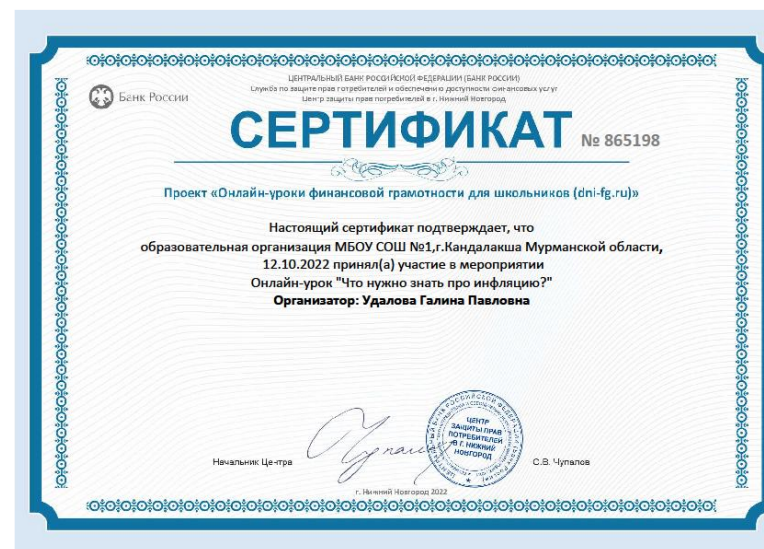 ЦЕНТРАЛЬНЫЙ БАНК РОССИЙСКОЙ ФЕДЕРАЦИИ (БАНК РОССИИ)
Служба по защите прав потребителей и обеспечению доступности финансовых услуг
Центр защиты прав потребителей в г. Нижний Новгород
Банк России
СЕРТИФИКАТ № 865198
Проект «Онлайн-уроки финансовой грамотности для школьников (dni-fg.ru)»
Настоящий сертификат подтверждает, что
образовательная организация МБОУ СОШ №1,г.Кандалакша Мурманской области,
12.10.2022 принял(а) участие в мероприятии
Онлайн-урок "Что нужно знать про инфляцию?"
Организатор: Удалова Галина Павловна
ЦЕНТР
ЗАЩИТЫ ПРАВ
ПОТРЕБИТЕЛЕЙ
В Г. НИЖНИЙ
НОВГОРОД
Начальник Центра
С.В. Чупалов
г. Нижний Новгород 2022